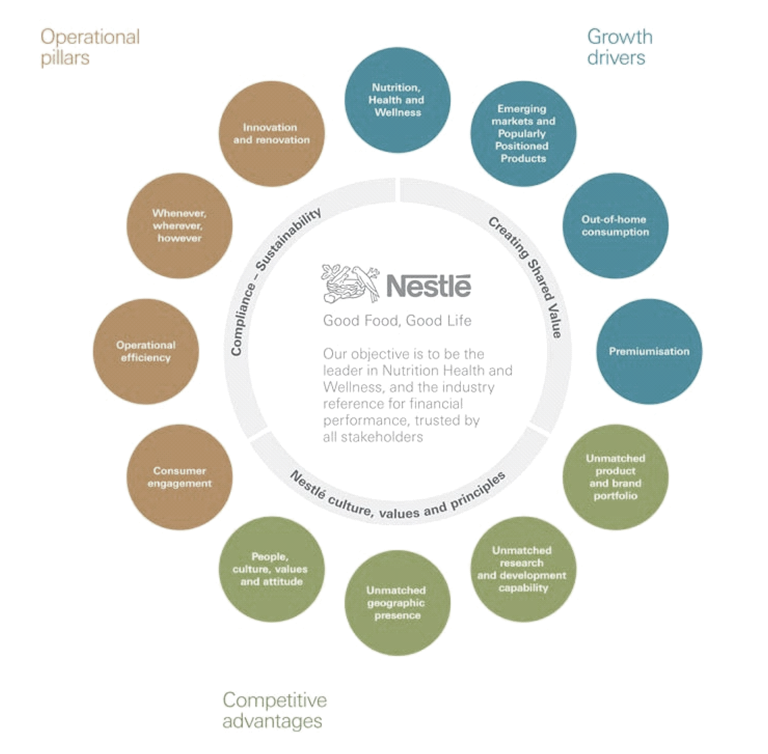 Operational
pillars
Growth
drivers
Nutrition,
Health and
Wellness
Emerging
markets and
Popularly
Positioned
Products
Out-of-home
consumption
Premiumisation
Unmatched
product
and brand
portfolio
Unmatched
research
and development
capability
Unmatched
geographic
presence
People,
culture, values
and attitude
Consumer
engagement
Operational
efficiency
Whenever,
wherever,
however
Innovation
and renovation
Compliance – Sustainability
Creating Shared Value
Nestlé culture, values and principles
Nestlé
Good Food, Good Life
Our objective is to be the
leader in Nutrition Health and
Wellness, and the industry
reference for financial
performance, trusted by
all stakeholders
Competitive
advantages